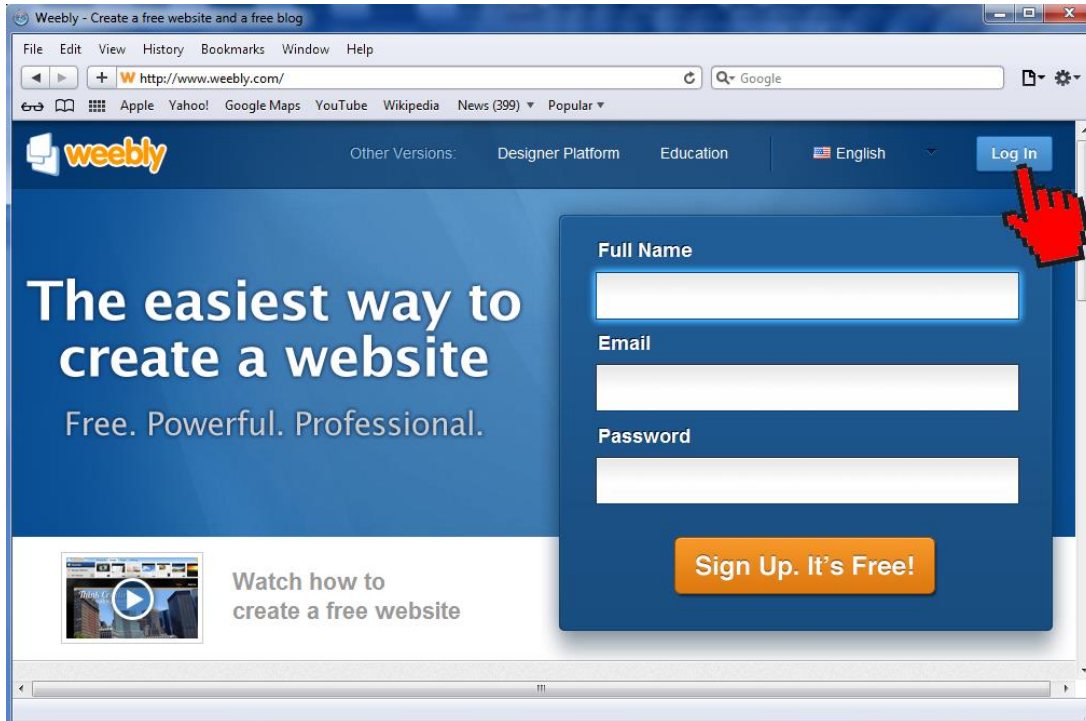 Weebly - Create a free website and a free blog
File Edit View History Bookmarks Window Help
+ W http://www.weebly.com/ Q Google
Apple Yahoo! Google Maps YouTube Wikipedia News (399) Popular
weebly Other Versions: Designer Platform Education English Log In
Full Name
The easiest way to
create a website
Free. Powerful. Professional.
Email
Password
Sign Up. It's Free!
Watch how to
create a free website